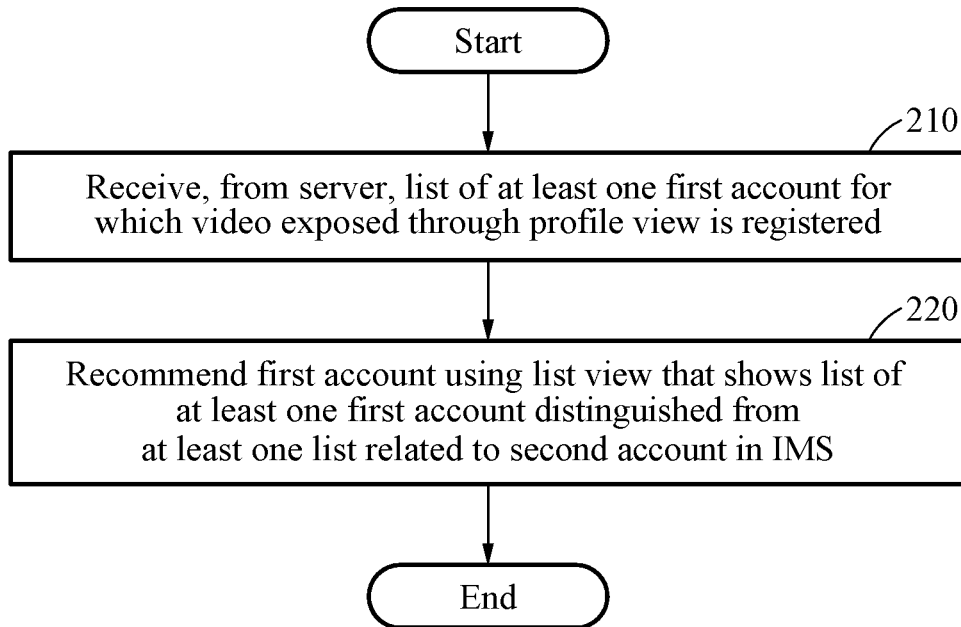 Start
210
Receive, from server, list of at least one first account for
which video exposed through profile view is registered
220
Recommend first account using list view that shows list of
at least one first account distinguished from
at least one list related to second account in IMS
End